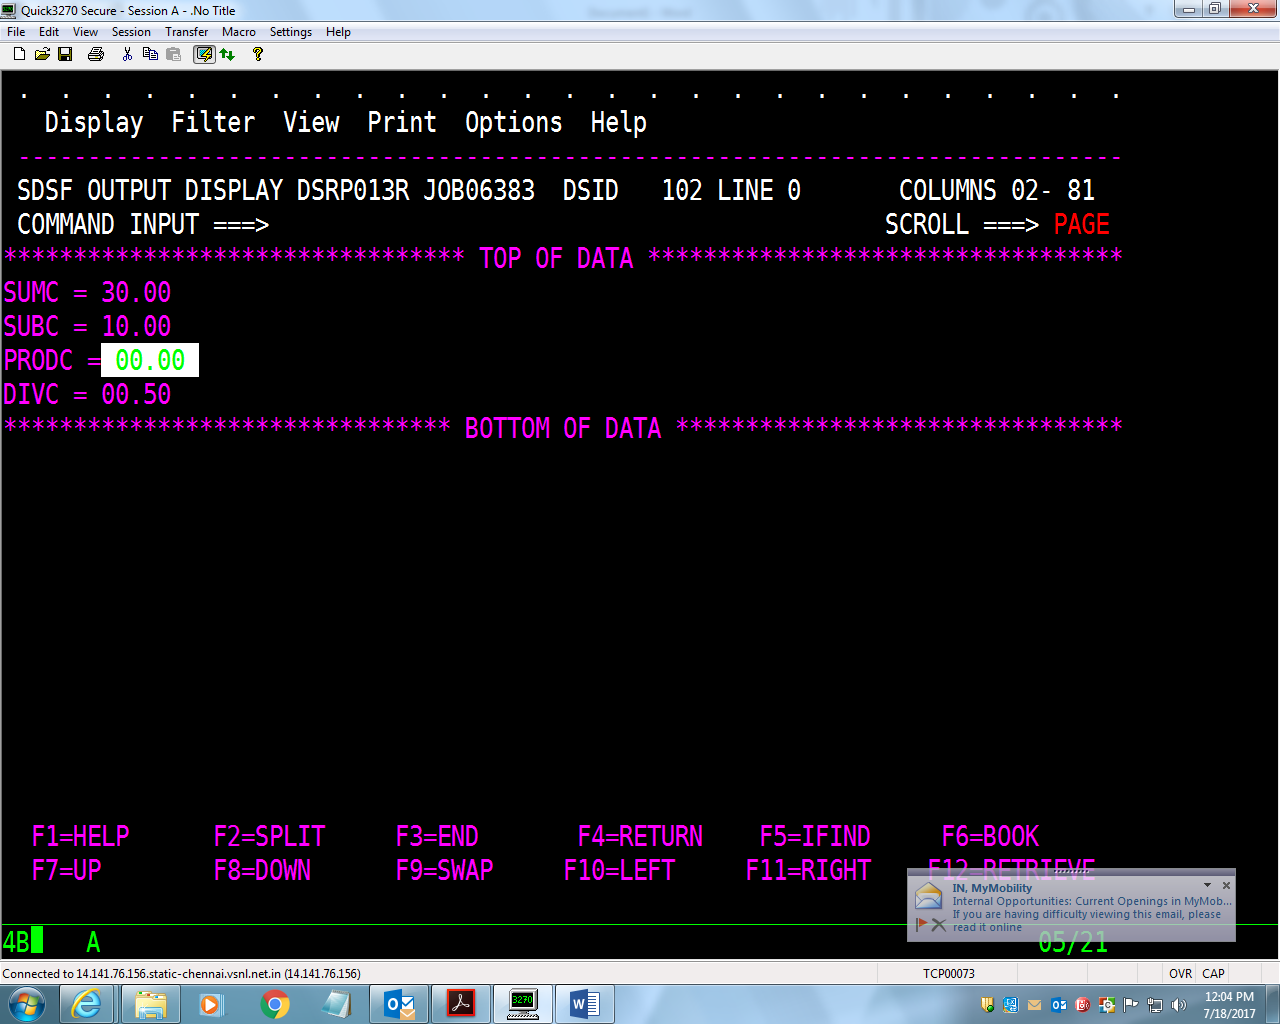 Quick3270 Secure - Session A - .No Title
File Edit View Session Transfer Macro Settings Help
. . . . . . . . . . . . . . . . . . . . . . . . . . .
Display Filter View Print Options Help
-------------------------------------------------------------------------------
SDSF OUTPUT DISPLAY DSRP013R JOB06383 DSID 102 LINE 0 COLUMNS 02- 81
COMMAND INPUT ===> SCROLL ===> PAGE
********************************* TOP OF DATA **********************************
SUMC = 30.00
SUBC = 10.00
PRODC = 00.00
DIVC = 00.50
******************************** BOTTOM OF DATA ********************************
F1=HELP F2=SPLIT F3=END F4=RETURN F5=IFIND F6=BOOK
F7=UP F8=DOWN F9=SWAP F10=LEFT F11=RIGHT F12=RETRIEVE
IN, MyMobility
Internal Opportunities: Current Openings in MyMob...
If you are having difficulty viewing this email, please
read it online
4B A 05/21
Connected to 14.141.76.156.static-chennai.vsnl.net.in (14.141.76.156) TCP00073 OVR CAP
3270
12:04 PM
7/18/2017